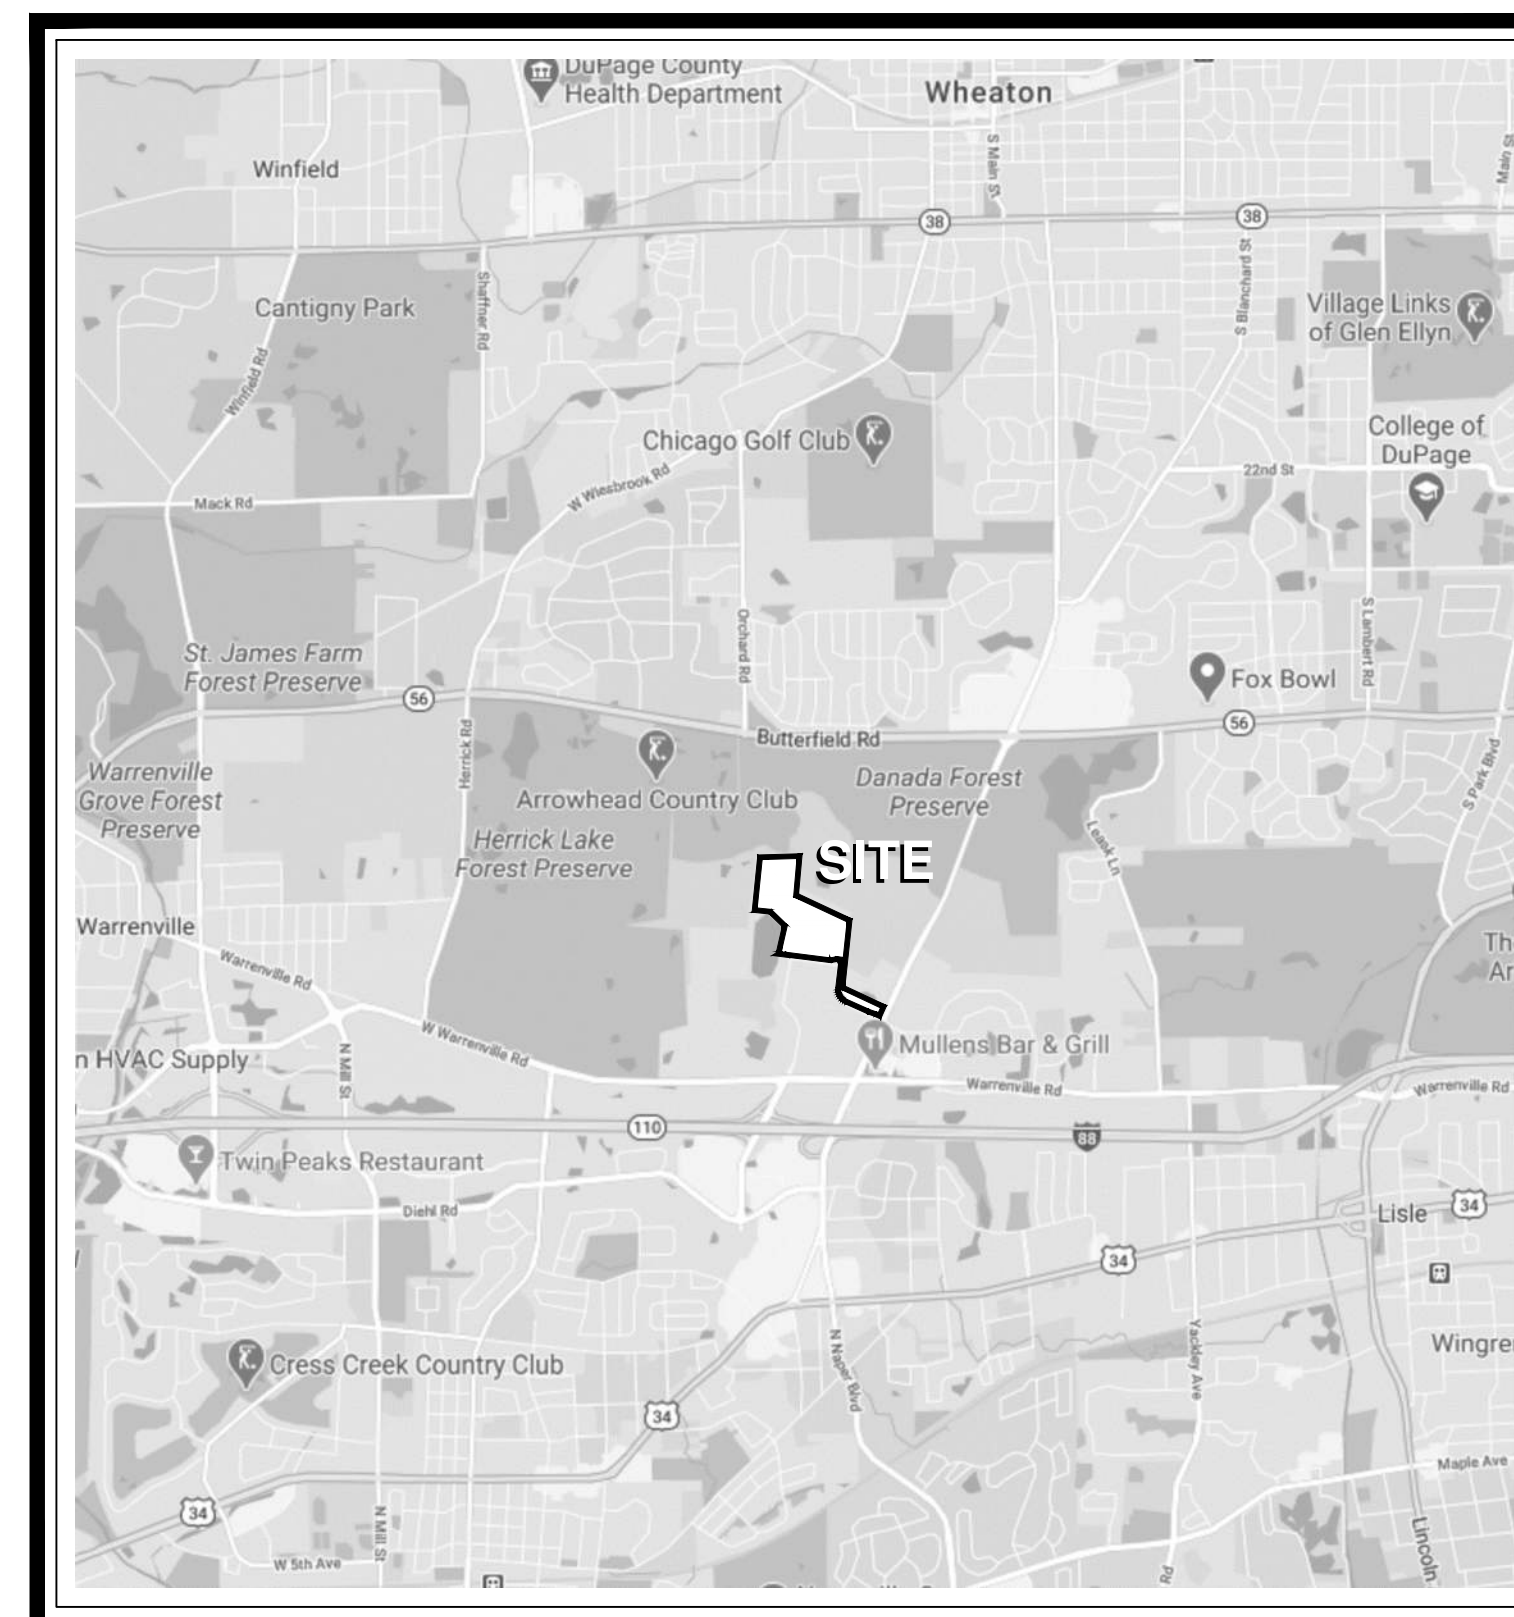 DuPage County
Health Department
Wheaton
S Main St
Main St
Winfield
38
38
Shaffner Rd
S Blanchard St
Cantigny Park
Village Links
of Glen Ellyn
Winfield Rd
Chicago Golf Club
College of
DuPage
W Wiesbrook Rd
22nd St
Mack Rd
Orchard Rd
S Lambert Rd
St. James Farm
Forest Preserve
56
Fox Bowl
56
Herrick Rd
Butterfield Rd
S Park Blvd
Warrenville
Grove Forest
Preserve
Arrowhead Country Club
Danada Forest
Preserve
Herrick Lake
Forest Preserve
SITE
Leask Ln
Warrenville
Warrenville Rd
Th
Ar
W Warrenville Rd
Mullens Bar & Grill
n HVAC Supply
N Mill St
Warrenville Rd
Warrenville Rd
110
88
Twin Peaks Restaurant
Diehl Rd
Lisle
34
34
N Naper Blvd
Yackley Ave
Wingre
Cress Creek Country Club
34
Maple Ave
34
N Mill St
Lincoln
W 5th Ave
Rd